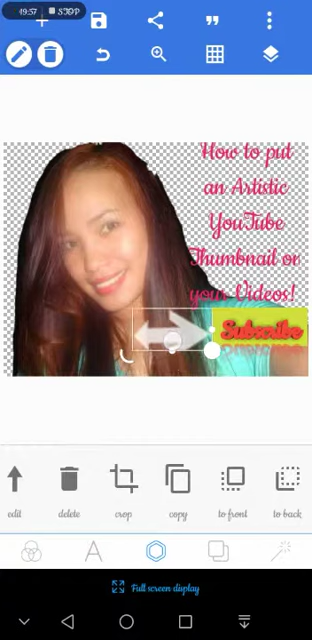 19:57 STOP
How to put
an Artistic
YouTube
Thumbnail or
your Videos!
Subscribe
edit delete crop copy to front to back
A
Full screen display